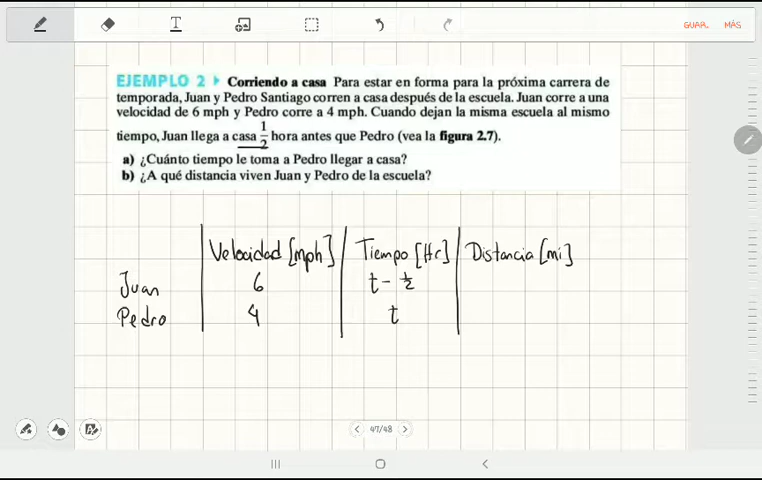 GUAR. MÁS
EJEMPLO 2 Corriendo a casa Para estar en forma para la próxima carrera de
temporada, Juan y Pedro Santiago corren a casa después de la escuela. Juan corre a una
velocidad de 6 mph y Pedro corre a 4 mph. Cuando dejan la misma escuela al mismo
tiempo, Juan llega a casa 1/2 hora antes que Pedro (vea la figura 2.7).
a) ¿Cuánto tiempo le toma a Pedro llegar a casa?
b) ¿A qué distancia viven Juan y Pedro de la escuela?
Velocidad [mph] Tiempo [Hr] Distancia [mi]
Juan 6 t - 1/2
Pedro 4 t
47/48